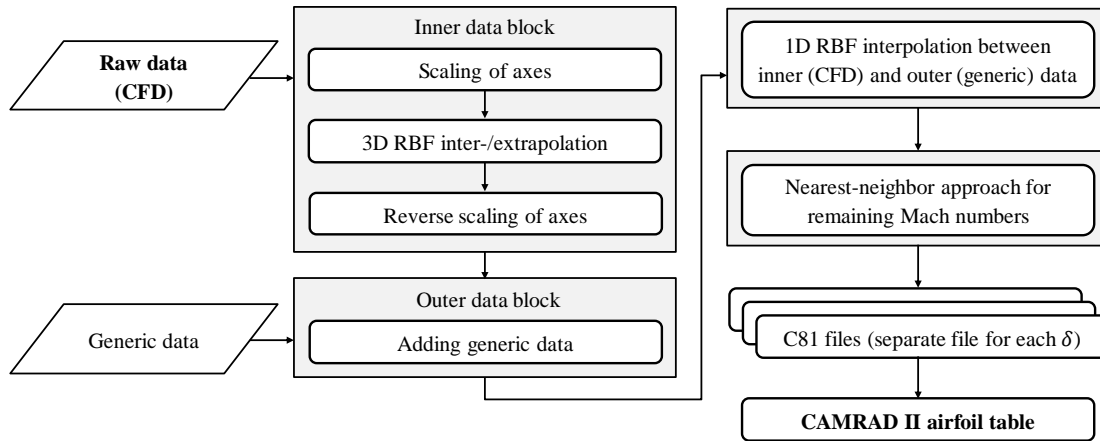 Raw data
(CFD)
Inner data block
Scaling of axes
3D RBF inter-/extrapolation
Reverse scaling of axes
Generic data
Outer data block
Adding generic data
1D RBF interpolation between
inner (CFD) and outer (generic) data
Nearest-neighbor approach for
remaining Mach numbers
C81 files (separate file for each δ)
CAMRAD II airfoil table